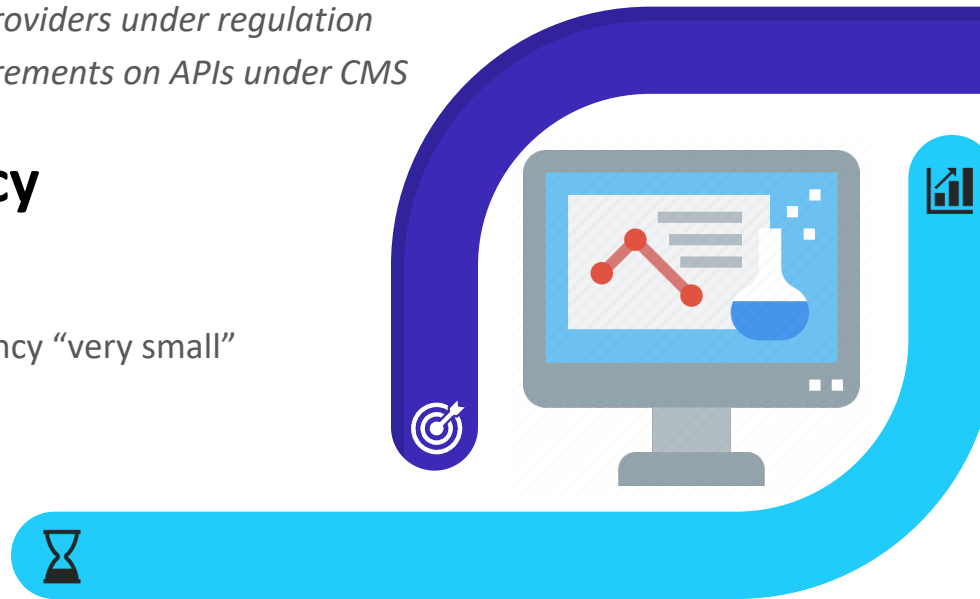 roviders under regulation
rements on APIs under CMS
cy
ncy “very small”